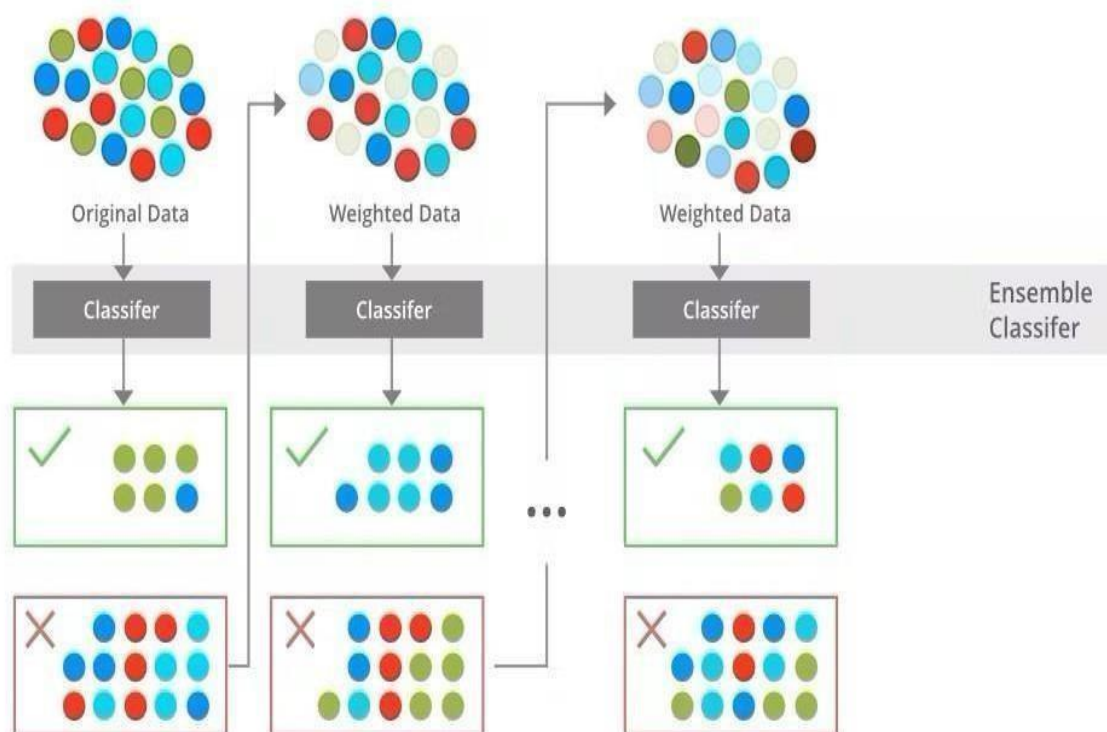 Original Data
Weighted Data
Weighted Data
Classifer
Classifer
Classifer
Ensemble
Classifer
...